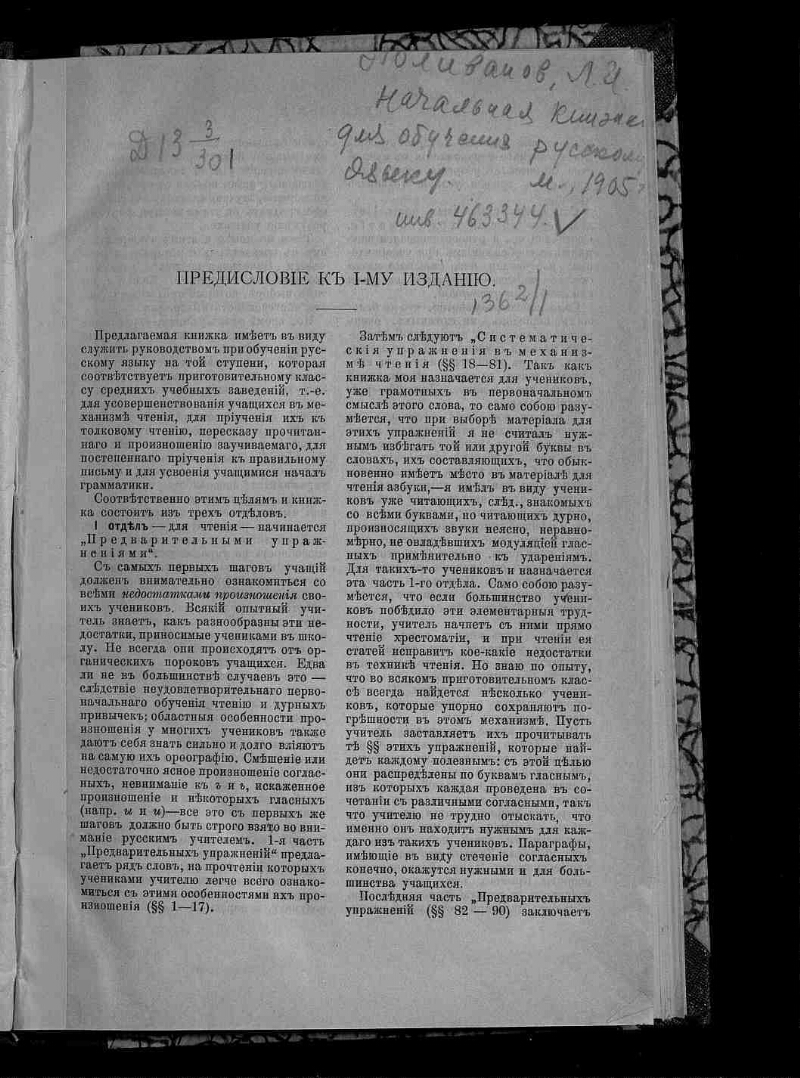 Поливанов, Л. И.
Начальная книжка
Д13 3/30
для обучения русском
языку. М., 1905
инв. 463344. V
ПРЕДИСЛОВІЕ КЪ I-МУ ИЗДАНІЮ.
Предлагаемая книжка имѣетъ въ виду
служить руководствомъ при обученіи рус-
скому языку на той ступени, которая
соотвѣтствуетъ приготовительному клас-
су среднихъ учебныхъ заведеній, т.-е.
для усовершенствованія учащихся въ ме-
ханизмѣ чтенія, для пріученія ихъ къ
толковому чтенію, пересказу прочитан-
наго и произношенію заучиваемаго, для
постепеннаго пріученія къ правильному
письму и для усвоенія учащимися началъ
грамматики.
Соотвѣтственно этимъ цѣлямъ и книж-
ка состоитъ изъ трехъ отдѣловъ.
I отдѣлъ — для чтенія — начинается
„Предварительными упраж-
неніями“.
Съ самыхъ первыхъ шаговъ учащій
долженъ внимательно ознакомиться со
всѣми недостатками произношенія сво-
ихъ учениковъ. Всякій опытный учи-
тель знаетъ, какъ разнообразны эти не-
достатки, приносимые учениками въ шко-
лу. Не всегда они происходятъ отъ ор-
ганическихъ пороковъ учащихся. Едва
ли не въ большинствѣ случаевъ это —
слѣдствіе неудовлетворительнаго перво-
начальнаго обученія чтенію и дурныхъ
привычекъ; областныя особенности про-
изношенія у многихъ учениковъ также
даютъ себя знать сильно и долго вліяютъ
на самую ихъ орѳографію. Смѣшеніе или
недостаточно ясное произношеніе соглас-
ныхъ, невниманіе къ ъ и ь, искаженное
произношеніе и нѣкоторыхъ гласныхъ
(напр. ы и и)—все это съ первыхъ же
шаговъ должно быть строго взято во вни-
маніе русскимъ учителемъ. 1-я часть
„Предварительныхъ упражненій“ предла-
гаетъ рядъ словъ, на прочтеніи которыхъ
учениками учителю легче всего ознако-
миться съ этими особенностями ихъ про-
изношенія (§§ 1—17).
Затѣмъ слѣдуютъ „Систематиче-
скія упражненія въ механиз-
мѣ чтенія (§§ 18—81). Такъ какъ
книжка моя назначается для учениковъ,
уже грамотныхъ въ первоначальномъ
смыслѣ этого слова, то само собою разу-
мѣется, что при выборѣ матеріала для
этихъ упражненій я не считалъ нуж-
нымъ избѣгать той или другой буквы въ
словахъ, ихъ составляющихъ, что обык-
новенно имѣетъ мѣсто въ матеріалѣ для
чтенія азбуки,—я имѣлъ въ виду учени-
ковъ уже читающихъ, слѣд., знакомыхъ
со всѣми буквами, но читающихъ дурно,
произносящихъ звуки неясно, неравно-
мѣрно, не овладѣвшихъ модуляціей глас-
ныхъ примѣнительно къ удареніямъ.
Для такихъ-то учениковъ и назначается
эта часть 1-го отдѣла. Само собою разу-
мѣется, что если большинство учени-
ковъ побѣдило эти элементарныя труд-
ности, учитель начнетъ съ ними прямо
чтеніе хрестоматіи, и при чтеніи ея
статей исправитъ кое-какіе недостатки
въ техникѣ чтенія. Но знаю по опыту,
что во всякомъ приготовительномъ клас-
сѣ всегда найдется нѣсколько учени-
ковъ, которые упорно сохраняютъ по-
грѣшности въ этомъ механизмѣ. Пусть
учитель заставляетъ ихъ прочитывать
тѣ §§ этихъ упражненій, которые най-
детъ каждому полезнымъ: съ этой цѣлью
они распредѣлены по буквамъ гласнымъ,
изъ которыхъ каждая проведена въ со-
четаніи съ различными согласными, такъ
что учителю не трудно отыскать, что
именно онъ находитъ нужнымъ для каж-
даго изъ такихъ учениковъ. Параграфы,
имѣющіе въ виду стеченіе согласныхъ
конечно, окажутся нужными и для боль-
шинства учащихся.
Послѣдняя часть „Предварительныхъ
упражненій (§§ 82 — 90) заключаетъ